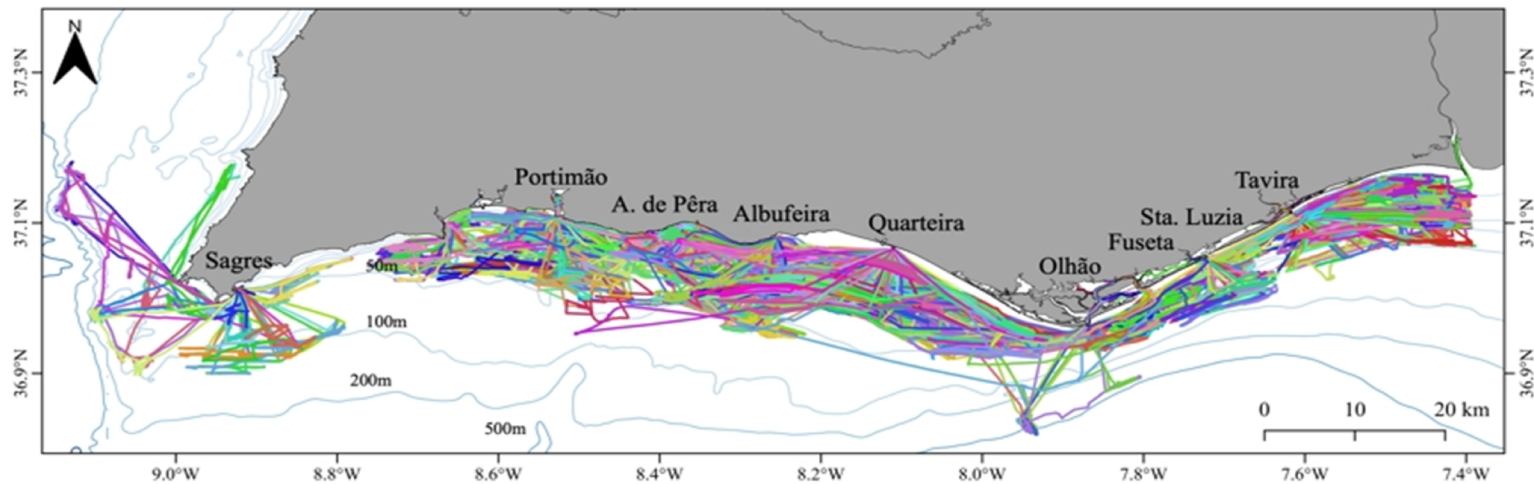 N
37.3°N
37.3°N
Portimão
Tavira
A. de Pêra
Albufeira
Sta. Luzia
37.1°N
37.1°N
Quarteira
Fuseta
Sagres
50m
Olhão
100m
36.9°N
36.9°N
200m
0 10 20 km
500m
9.0°W 8.8°W 8.6°W 8.4°W 8.2°W 8.0°W 7.8°W 7.6°W 7.4°W